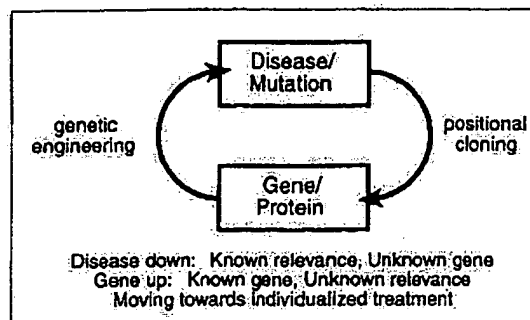 Disease/
Mutation
genetic
engineering
positional
cloning
Gene/
Protein
Disease down: Known relevance, Unknown gene
Gene up: Known gene, Unknown relevance
Moving towards individualized treatment